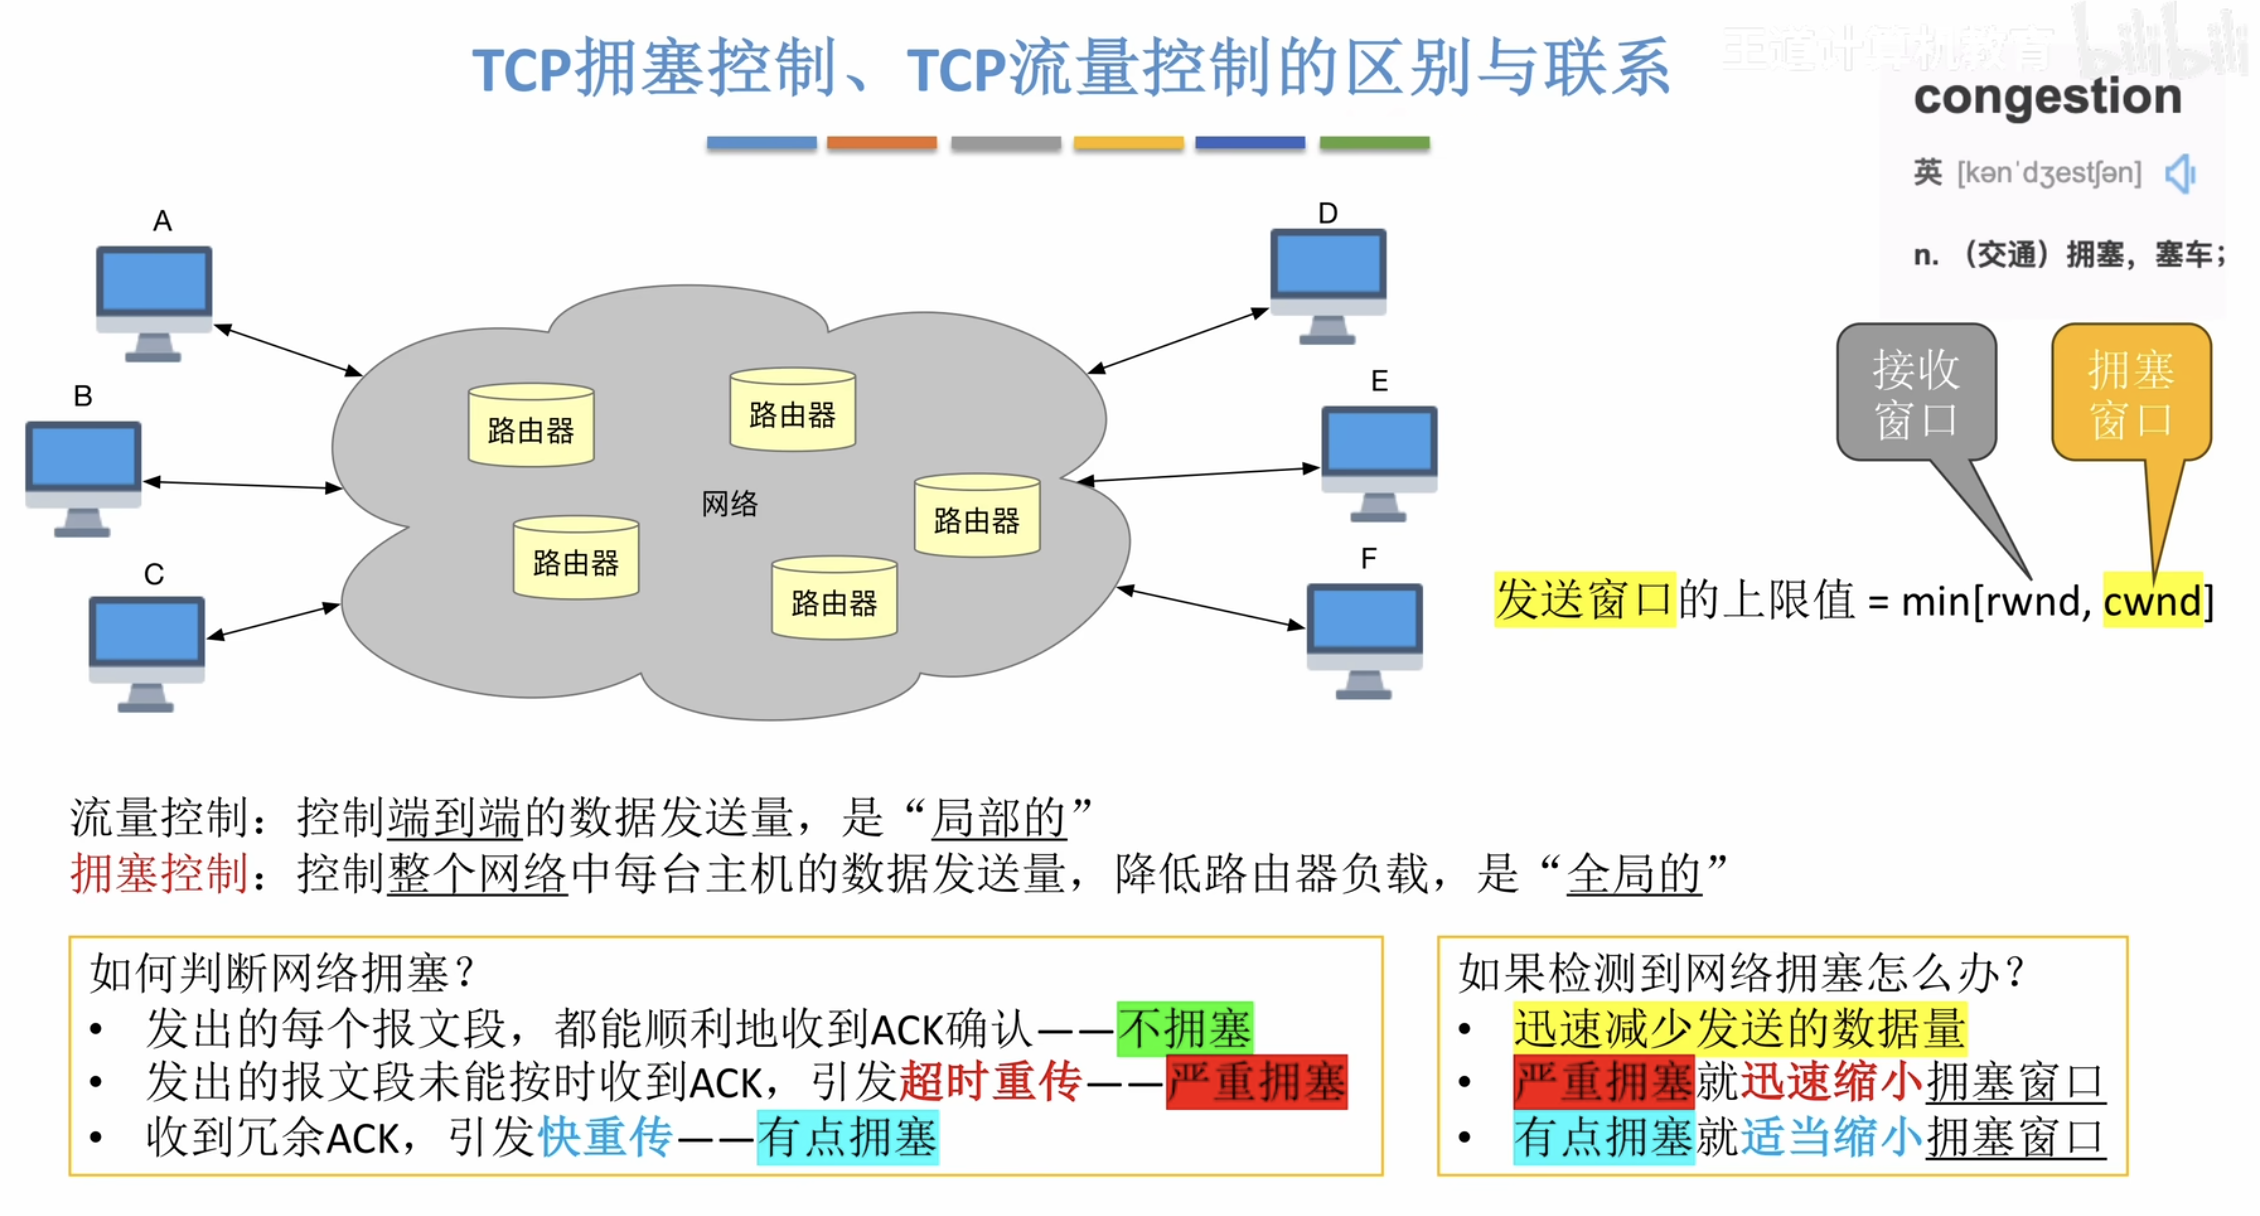 TCP拥塞控制、TCP流量控制的区别与联系
王道计算机教育 bilibili
congestion
英 [kənˈdʒestʃən]
n. （交通）拥塞，塞车；
A
B
C
D
E
F
路由器
路由器
路由器
路由器
路由器
网络
接收
窗口
拥塞
窗口
发送窗口的上限值 = min[rwnd, cwnd]
流量控制：控制端到端的数据发送量，是“局部的”
拥塞控制：控制整个网络中每台主机的数据发送量，降低路由器负载，是“全局的”
如何判断网络拥塞？
• 发出的每个报文段，都能顺利地收到ACK确认——不拥塞
• 发出的报文段未能按时收到ACK，引发超时重传——严重拥塞
• 收到冗余ACK，引发快重传——有点拥塞
如果检测到网络拥塞怎么办？
• 迅速减少发送的数据量
• 严重拥塞就迅速缩小拥塞窗口
• 有点拥塞就适当缩小拥塞窗口